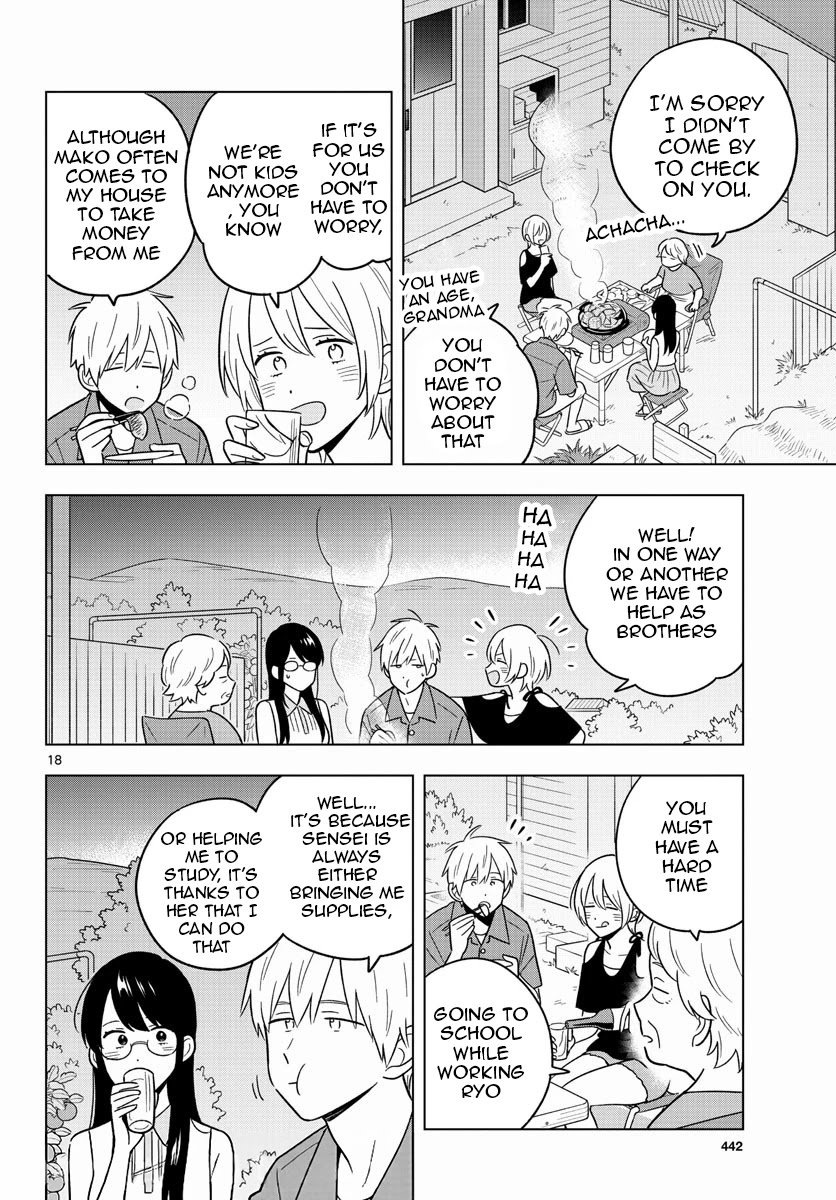 I'M SORRY
I DIDN'T
COME BY
TO CHECK
ON YOU.
ACHACHA...
YOU HAVE
AN AGE,
GRANDMA
YOU
DON'T
HAVE TO
WORRY
ABOUT
THAT
IF IT'S
FOR US
YOU
DON'T
HAVE TO
WORRY,
WE'RE
NOT KIDS
ANYMORE
, YOU
KNOW
ALTHOUGH
MAKO OFTEN
COMES TO
MY HOUSE
TO TAKE
MONEY
FROM ME
WELL!
IN ONE WAY
OR ANOTHER
WE HAVE TO
HELP AS
BROTHERS
HA
HA
HA
HA
18
YOU
MUST
HAVE A
HARD
TIME
GOING TO
SCHOOL
WHILE
WORKING
RYO
WELL...
IT'S BECAUSE
SENSEI IS
ALWAYS
EITHER
BRINGING ME
SUPPLIES,
OR HELPING
ME TO
STUDY, IT'S
THANKS TO
HER THAT I
CAN DO
THAT
442